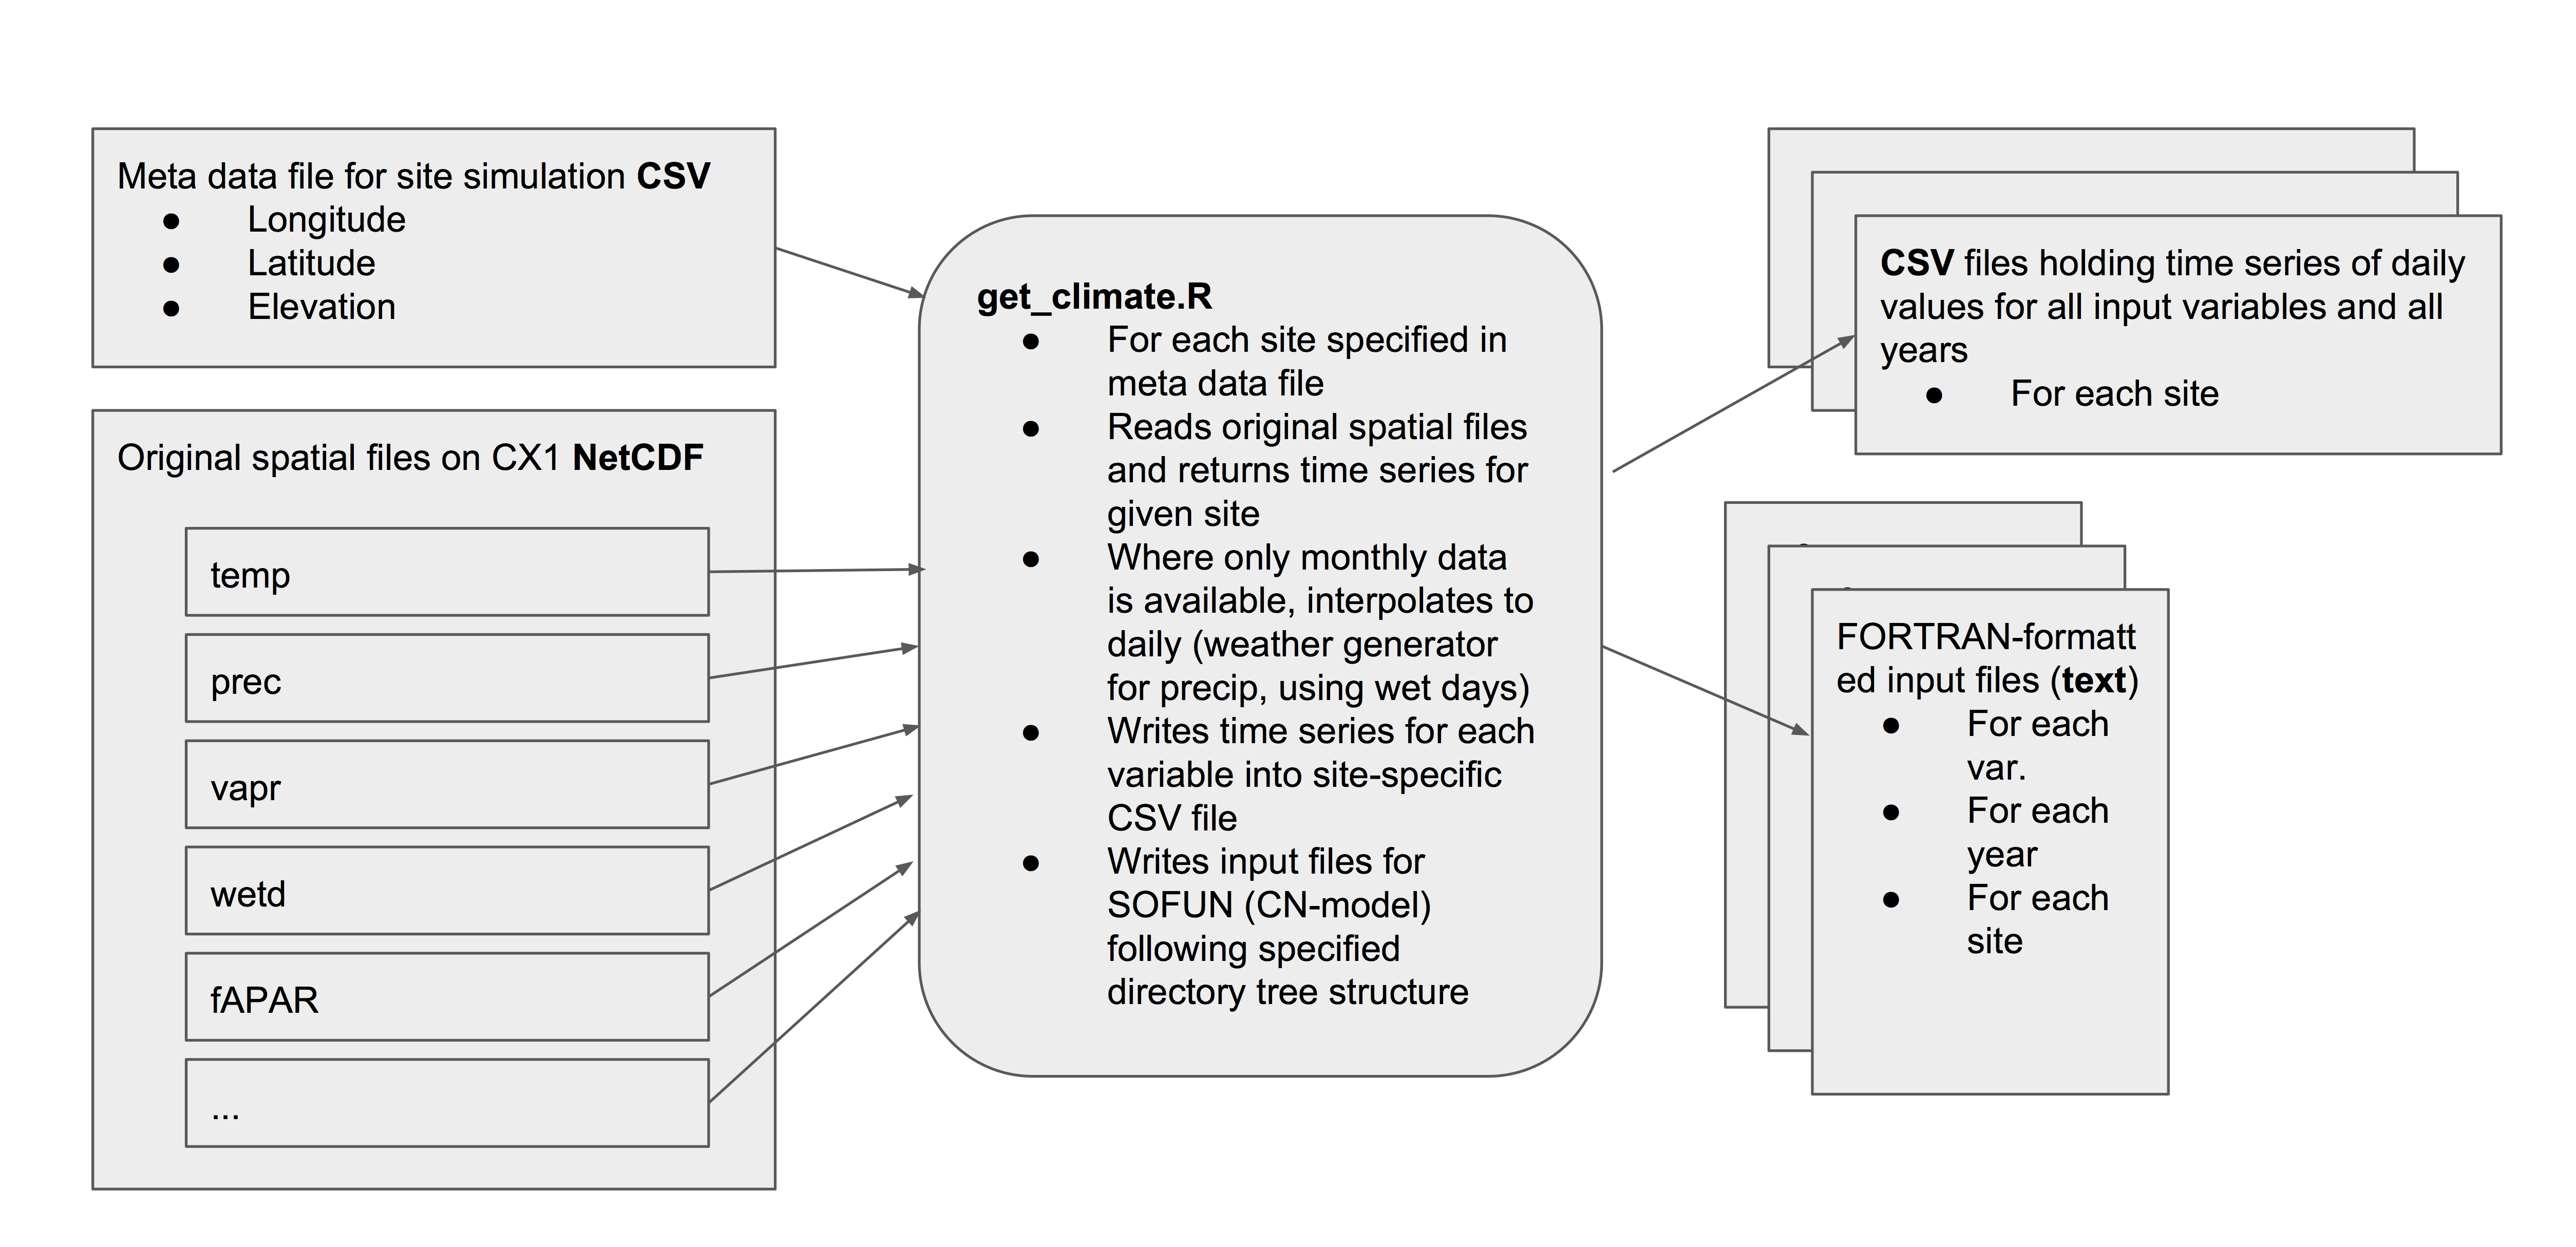 Meta data file for site simulation CSV
● Longitude
● Latitude
● Elevation
Original spatial files on CX1 NetCDF
temp
prec
vapr
wetd
fAPAR
...
get_climate.R
● For each site specified in
meta data file
● Reads original spatial files
and returns time series for
given site
● Where only monthly data
is available, interpolates to
daily (weather generator
for precip, using wet days)
● Writes time series for each
variable into site-specific
CSV file
● Writes input files for
SOFUN (CN-model)
following specified
directory tree structure
CSV files holding time series of daily
values for all input variables and all
years
● For each site
FORTRAN-formatt
ed input files (text)
● For each
var.
● For each
year
● For each
site